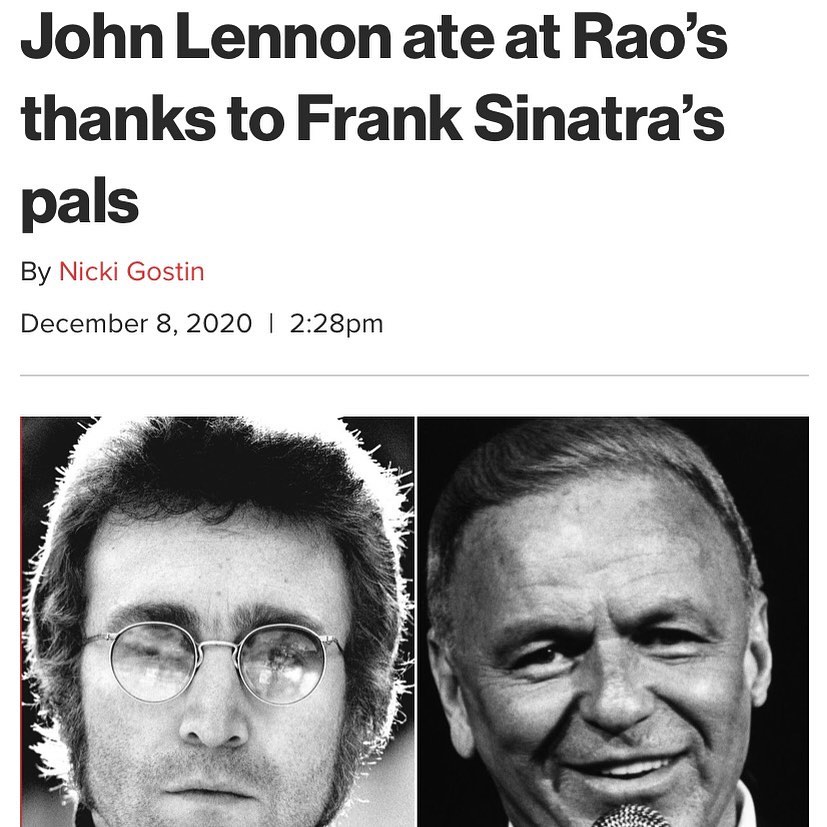 John Lennon ate at Rao’s
thanks to Frank Sinatra’s
pals
By Nicki Gostin
December 8, 2020 | 2:28pm